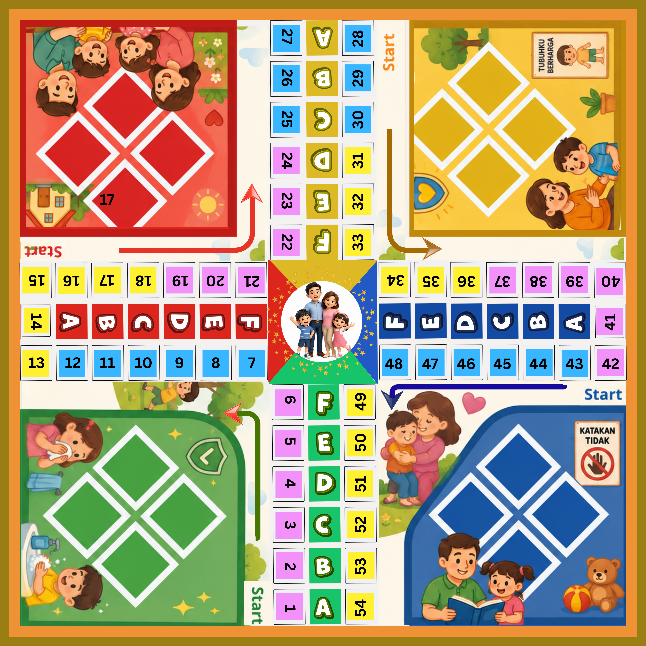 27
A
28
26
B
29
25
C
30
24
D
31
23
E
32
22
F
33
Start
TUBUHKU
BERHARGA
17
Start
15
16
17
18
19
20
21
14
A
B
C
D
E
F
13
12
11
10
9
8
7
34
35
36
37
38
39
40
F
E
D
C
B
A
41
48
47
46
45
44
43
42
Start
6
F
49
5
E
50
4
D
51
3
C
52
2
B
53
1
A
54
Start
KATAKAN
TIDAK